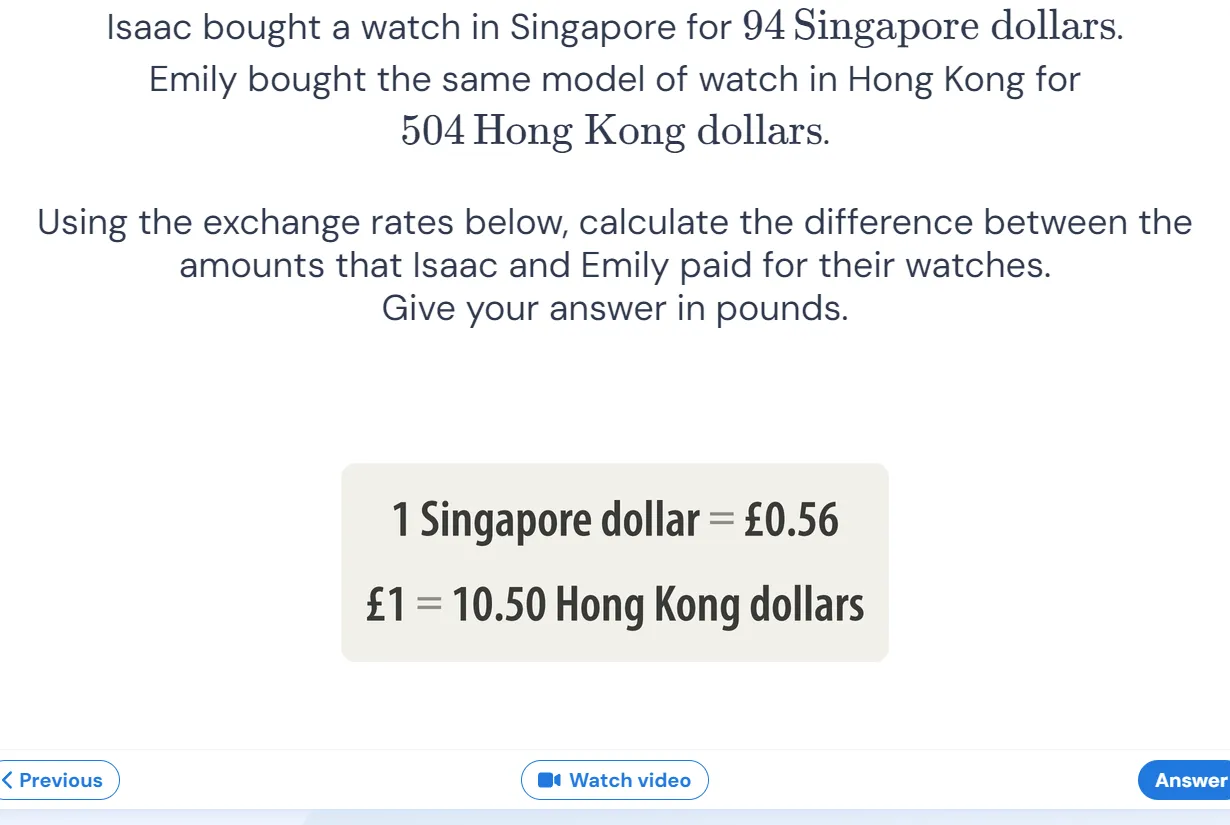 Isaac bought a watch in Singapore for 94 Singapore dollars.
Emily bought the same model of watch in Hong Kong for
504 Hong Kong dollars.
Using the exchange rates below, calculate the difference between the
amounts that Isaac and Emily paid for their watches.
Give your answer in pounds.
1 Singapore dollar = £0.56
£1 = 10.50 Hong Kong dollars
Previous
Watch video
Answer